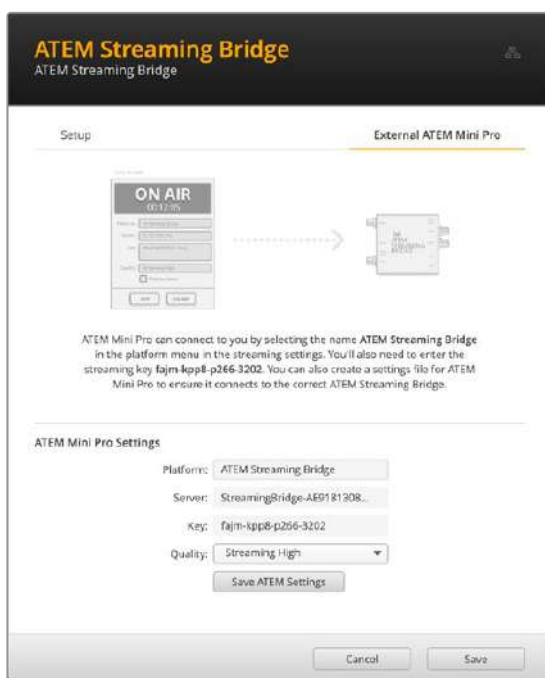 ATEM Streaming Bridge
ATEM Streaming Bridge
Setup
External ATEM Mini Pro
ON AIR
00:12:05
ATEM Mini Pro can connect to you by selecting the name ATEM Streaming Bridge
in the platform menu in the streaming settings. You'll also need to enter the
streaming key fajm-kpp8-p266-3202. You can also create a settings file for ATEM
Mini Pro to ensure it connects to the correct ATEM Streaming Bridge.
ATEM Mini Pro Settings
Platform: ATEM Streaming Bridge
Server: StreamingBridge-AE9181308...
Key: fajm-kpp8-p266-3202
Quality: Streaming High
Save ATEM Settings
Cancel
Save